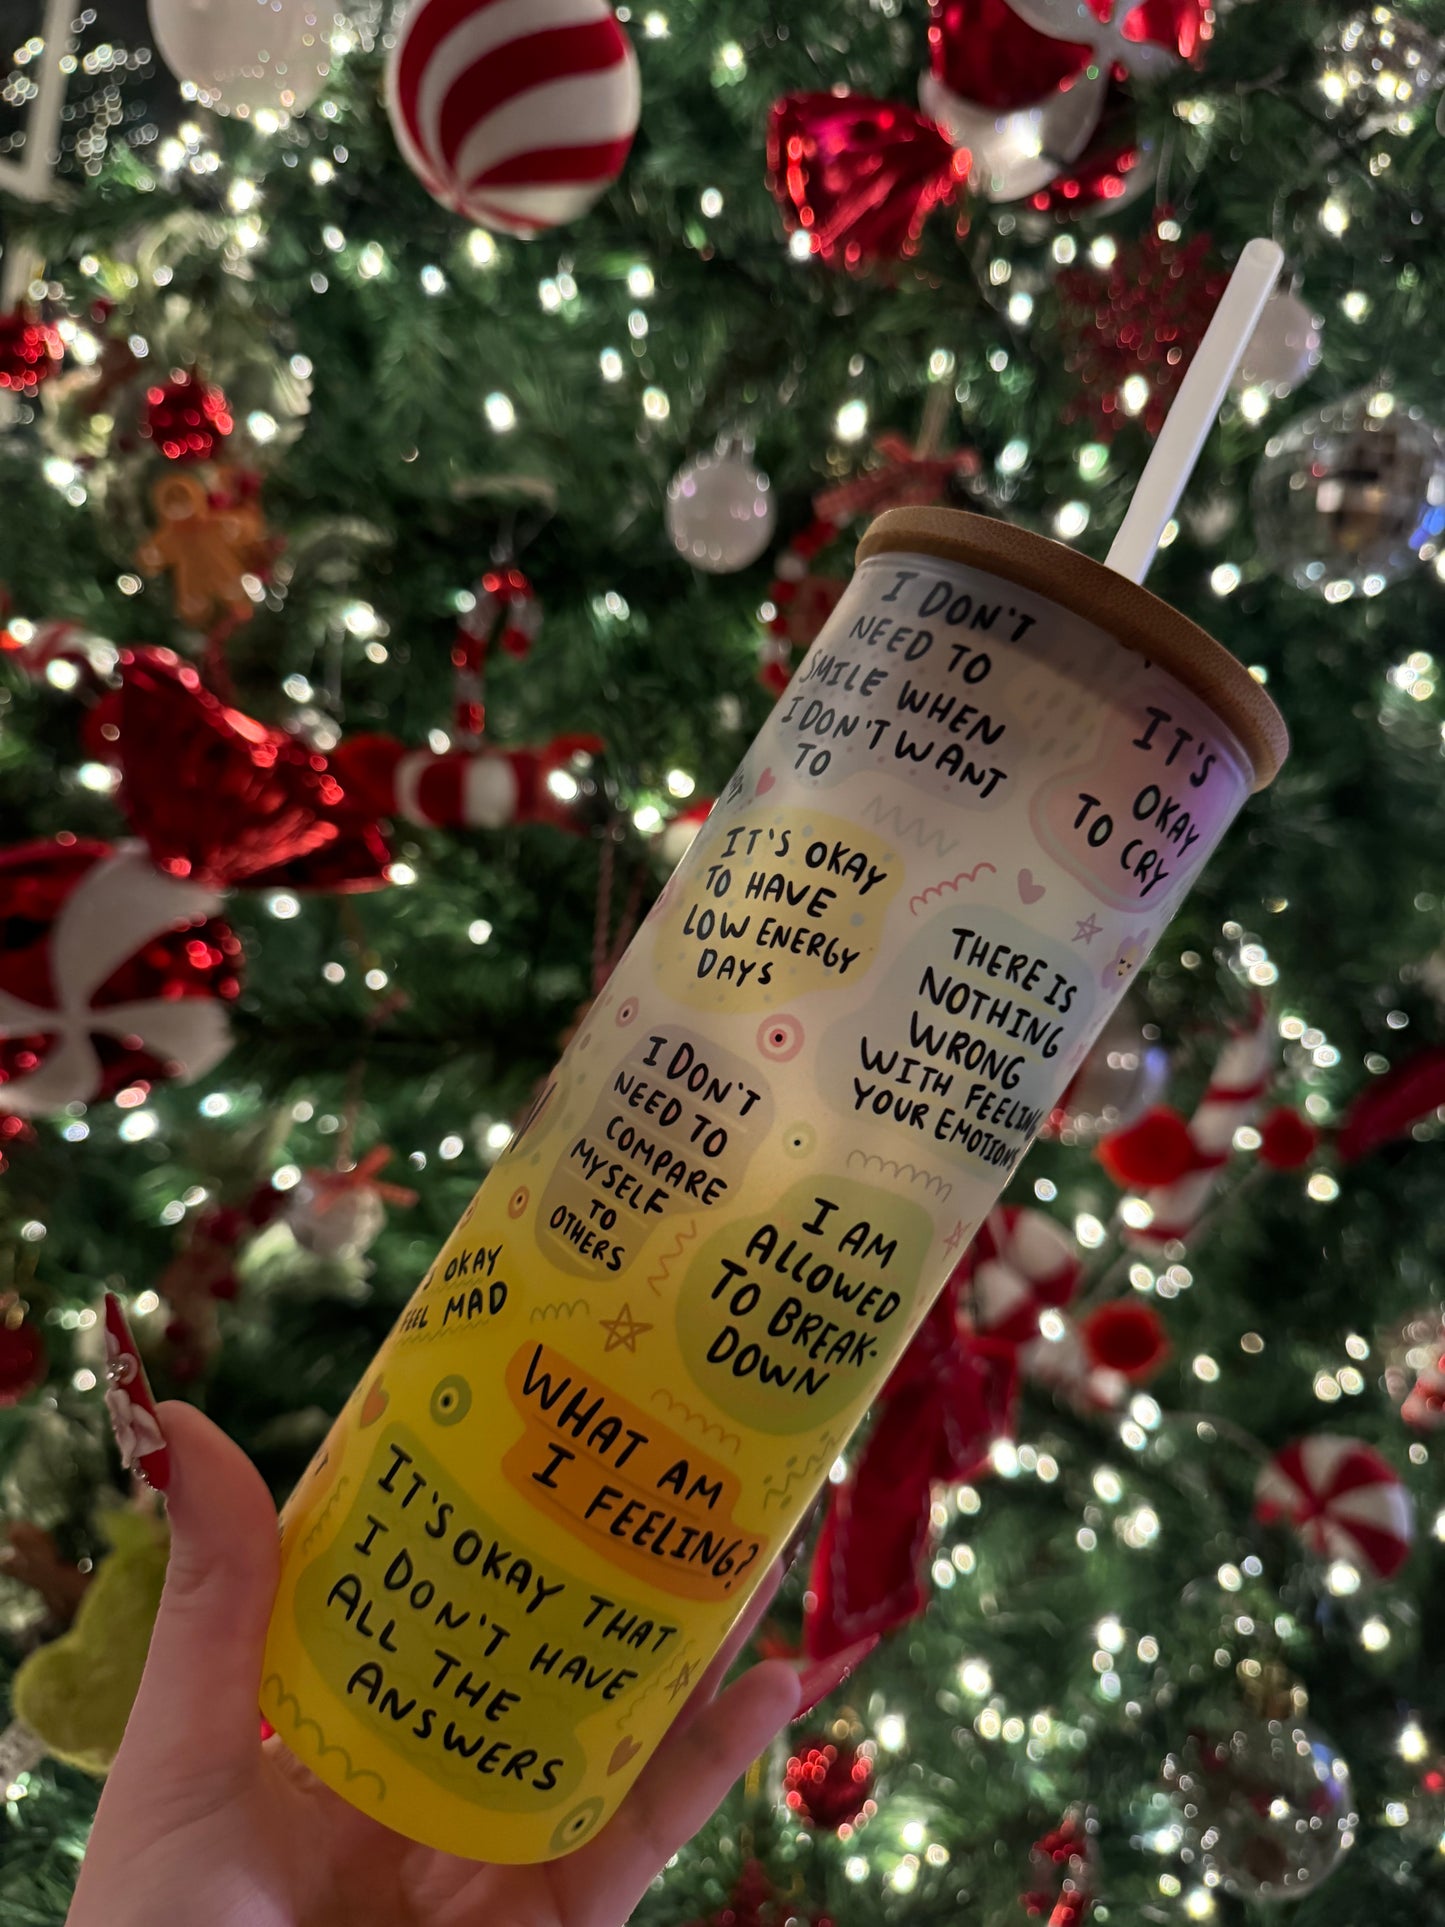 I DON'T
NEED TO
SMILE WHEN
I DON'T WANT
TO
IT'S
OKAY
TO CRY
IT'S OKAY
TO HAVE
LOW ENERGY
DAYS
THERE IS
NOTHING
WRONG
WITH FEELING
YOUR EMOTIONS
I DON'T
NEED TO
COMPARE
MYSELF
TO
OTHERS
I AM
ALLOWED
TO BREAK-
DOWN
OKAY
FEEL MAD
WHAT AM
I FEELING?
IT'S OKAY THAT
I DON'T HAVE
ALL THE
ANSWERS